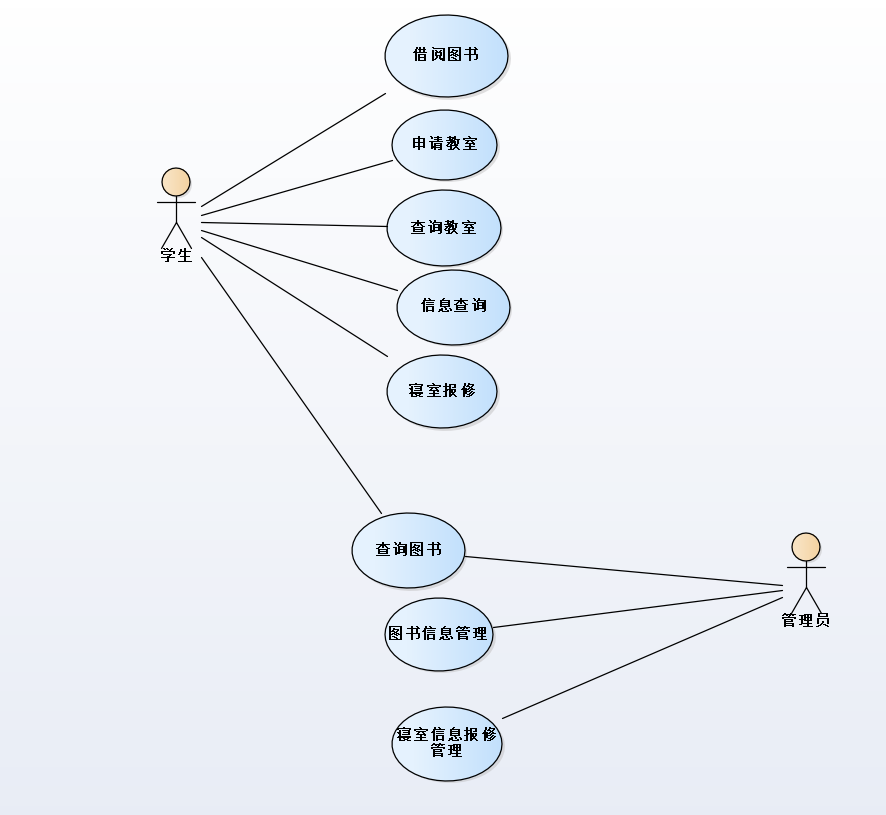 借阅图书
申请教室
学生
查询教室
信息查询
寝室报修
查询图书
管理员
图书信息管理
寝室信息报修
管理